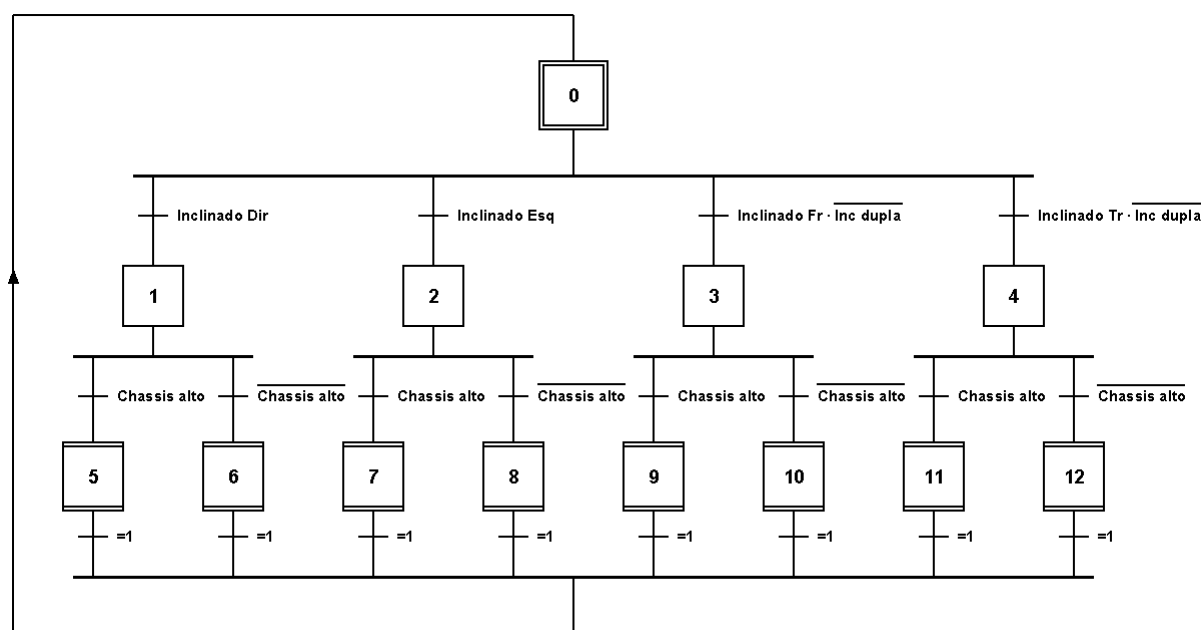 0
Inclinado Dir
Inclinado Esq
Inclinado Fr · Inc dupla
Inclinado Tr · Inc dupla
1
2
3
4
Chassis alto
Chassis alto
Chassis alto
Chassis alto
Chassis alto
Chassis alto
Chassis alto
Chassis alto
5
6
7
8
9
10
11
12
=1
=1
=1
=1
=1
=1
=1
=1